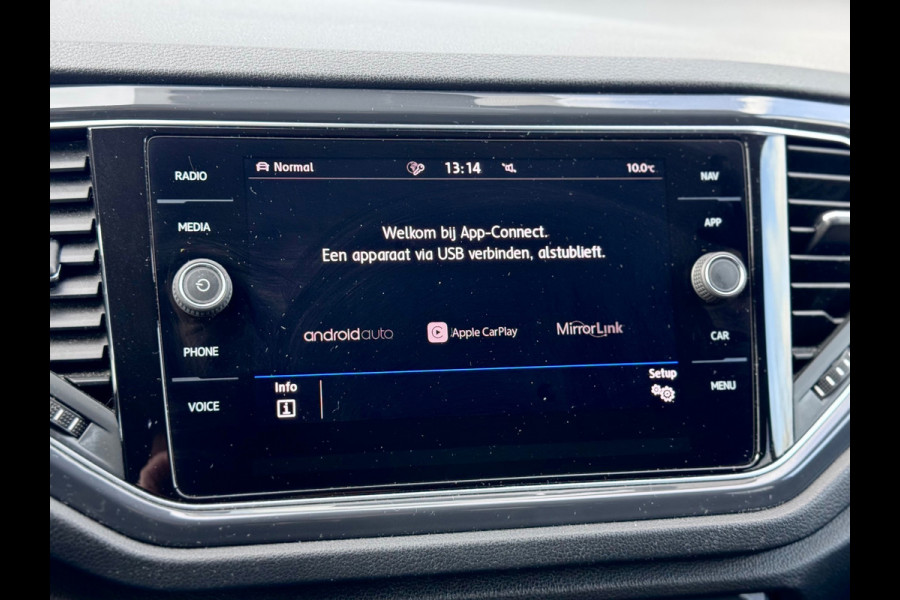 RADIO
MEDIA
PHONE
VOICE
Normal
13:14
10.0°C
Welkom bij App-Connect.
Een apparaat via USB verbinden, alstublieft.
androidauto
Apple CarPlay
MirrorLink
Info
Setup
NAV
APP
CAR
MENU